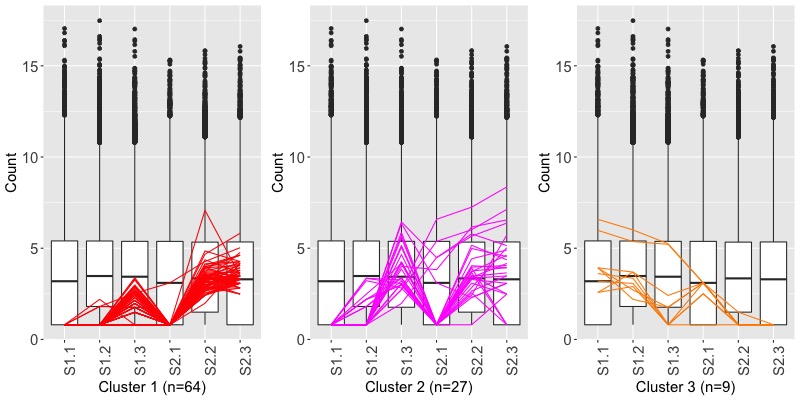 Count
15
10
5
0
S1.1
S1.2
S1.3
S2.1
S2.2
S2.3
Cluster 1 (n=64)
Count
15
10
5
0
S1.1
S1.2
S1.3
S2.1
S2.2
S2.3
Cluster 2 (n=27)
Count
15
10
5
0
S1.1
S1.2
S1.3
S2.1
S2.2
S2.3
Cluster 3 (n=9)